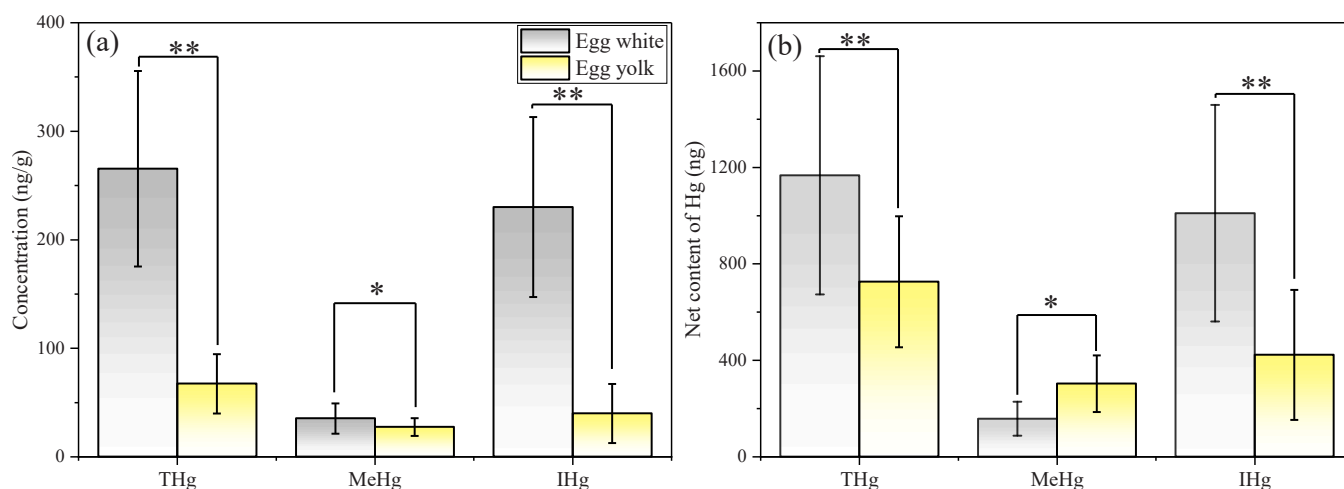 (a)
**
Egg white
Egg yolk
**
*
Concentration (ng/g)
400
300
200
100
0
THg
MeHg
IHg
(b)
**
**
*
Net content of Hg (ng)
1600
1200
800
400
0
THg
MeHg
IHg